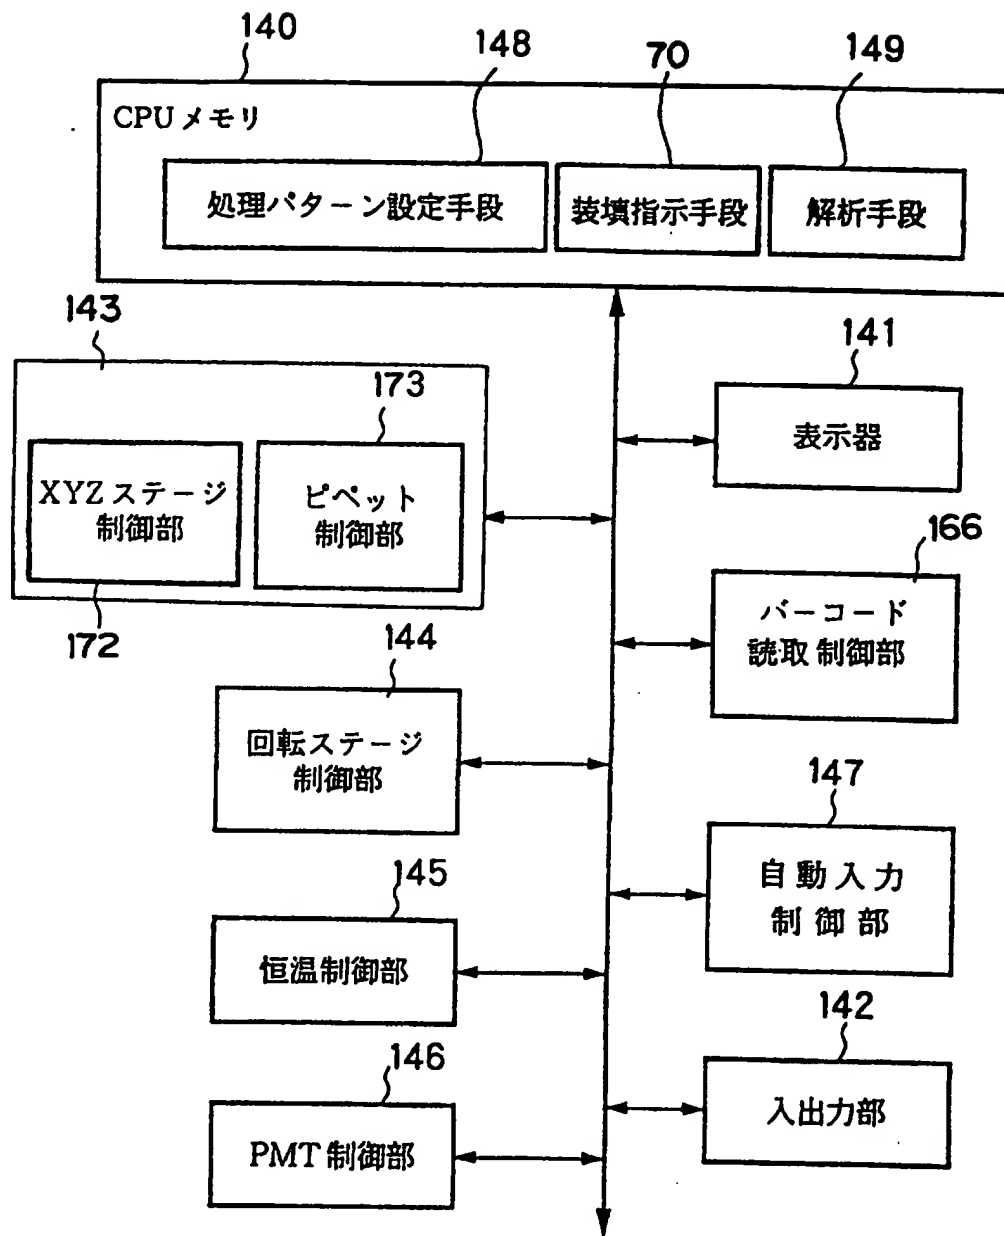 140
148
70
149
CPUメモリ
処理パターン設定手段
装填指示手段
解析手段
143
173
XYZステージ
制御部
ピペット
制御部
172
141
表示器
166
バーコード
読取制御部
144
回転ステージ
制御部
147
自動入力
制御部
145
恒温制御部
142
入出力部
146
PMT制御部